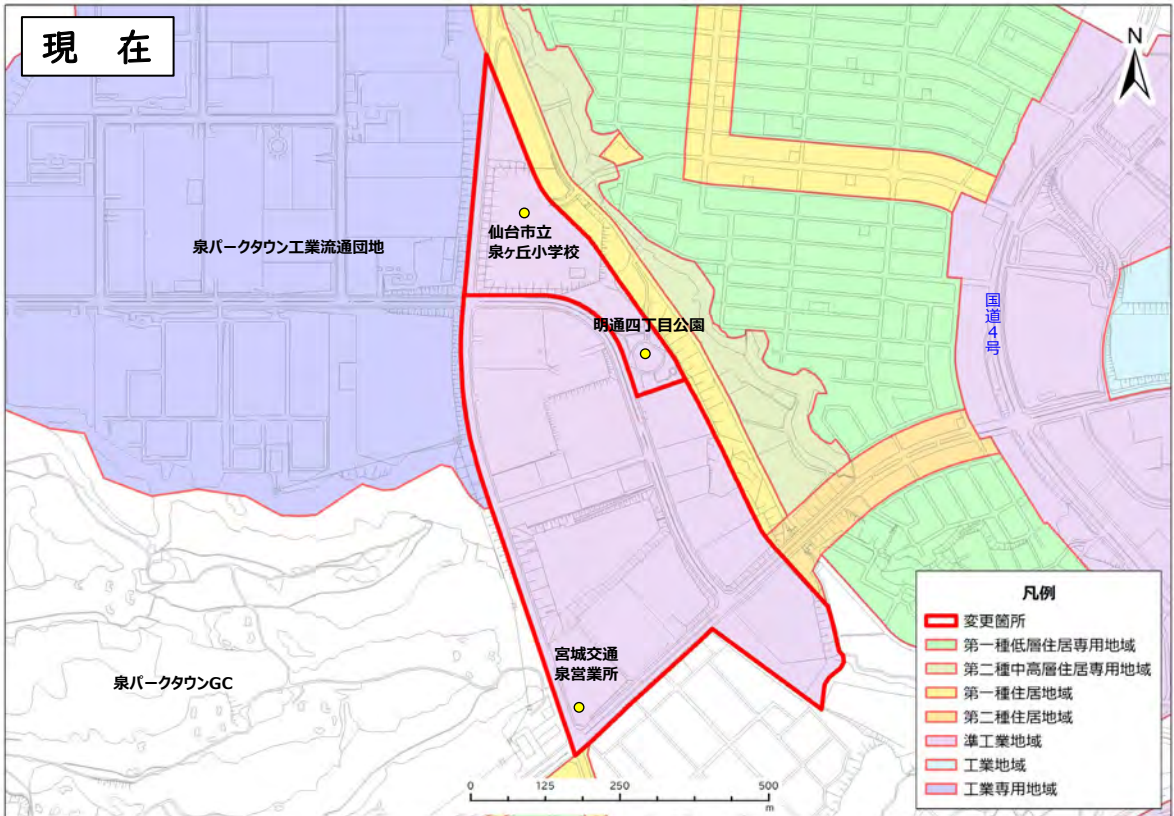 現 在
N
仙台市立
泉ヶ丘小学校
泉パークタウン工業流通団地
国道4号
明通四丁目公園
宮城交通
泉営業所
泉パークタウンGC
0 125 250 500
m
凡例
変更箇所
第一種低層住居専用地域
第二種中高層住居専用地域
第一種住居地域
第二種住居地域
準工業地域
工業地域
工業専用地域